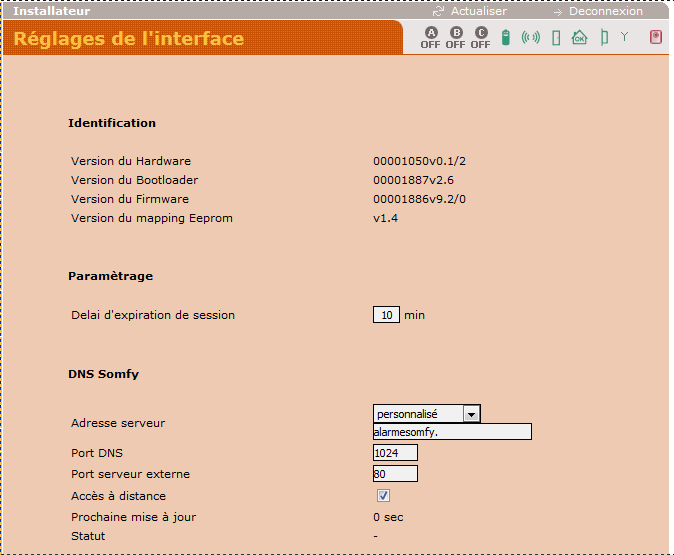 Installateur Actualiser Deconnexion
Réglages de l'interface A B C
OFF OFF OFF OK
Identification
Version du Hardware 00001050v0.1/2
Version du Bootloader 00001887v2.6
Version du Firmware 00001886v9.2/0
Version du mapping Eeprom v1.4
Paramètrage
Delai d'expiration de session 10 min
DNS Somfy
Adresse serveur personnalisé
alarmesomfy.
Port DNS 1024
Port serveur externe 80
Accès à distance
Prochaine mise à jour 0 sec
Statut -